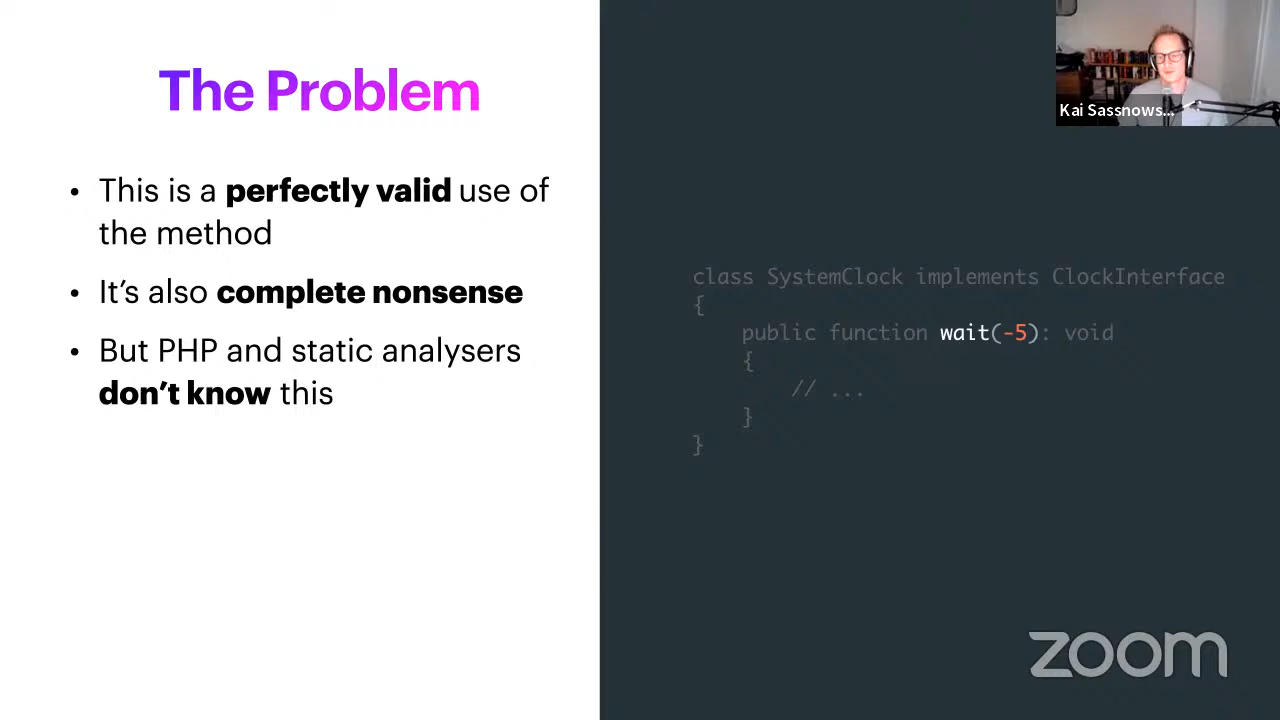 The Problem
• This is a perfectly valid use of
the method
• It’s also complete nonsense
• But PHP and static analysers
don’t know this
class SystemClock implements ClockInterface
{
    public function wait(-5): void
    {
        // ...
    }
}
Kai Sassnows...
zoom